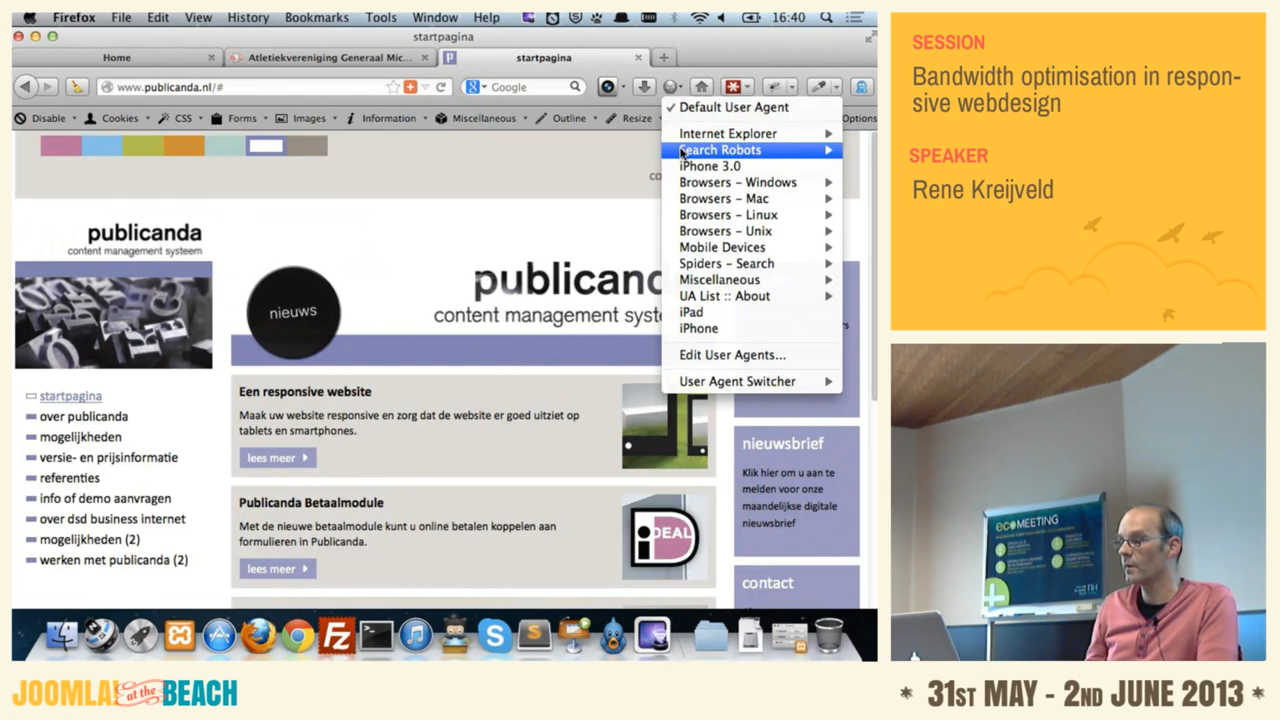 Firefox File Edit View History Bookmarks Tools Window Help 16:40
startpagina
Home Atletiekvereniging Generaal Mic... startpagina
www.publicanda.nl/# Google
Disable Cookies CSS Forms Images Information Miscellaneous Outline Resize Options
Default User Agent
Internet Explorer
Search Robots
iPhone 3.0
Browsers – Windows
Browsers – Mac
Browsers – Linux
Browsers – Unix
Mobile Devices
Spiders – Search
Miscellaneous
UA List :: About
iPad
iPhone
Edit User Agents...
User Agent Switcher
co
publicanda
content management systeem
nieuws
publicand
content management syste
startpagina
over publicanda
mogelijkheden
versie- en prijsinformatie
referenties
info of demo aanvragen
over dsd business internet
mogelijkheden (2)
werken met publicanda (2)
Een responsive website
Maak uw website responsive en zorg dat de website er goed uitziet op
tablets en smartphones.
lees meer
Publicanda Betaalmodule
Met de nieuwe betaalmodule kunt u online betalen koppelen aan
formulieren in Publicanda.
lees meer
iDEAL
nieuwsbrief
Klik hier om u aan te
melden voor onze
maandelijkse digitale
nieuwsbrief
contact
SESSION
Bandwidth optimisation in respon-
sive webdesign
SPEAKER
Rene Kreijveld
ecoMEETING
JOOMLA! at the BEACH
* 31ST MAY - 2ND JUNE 2013 *